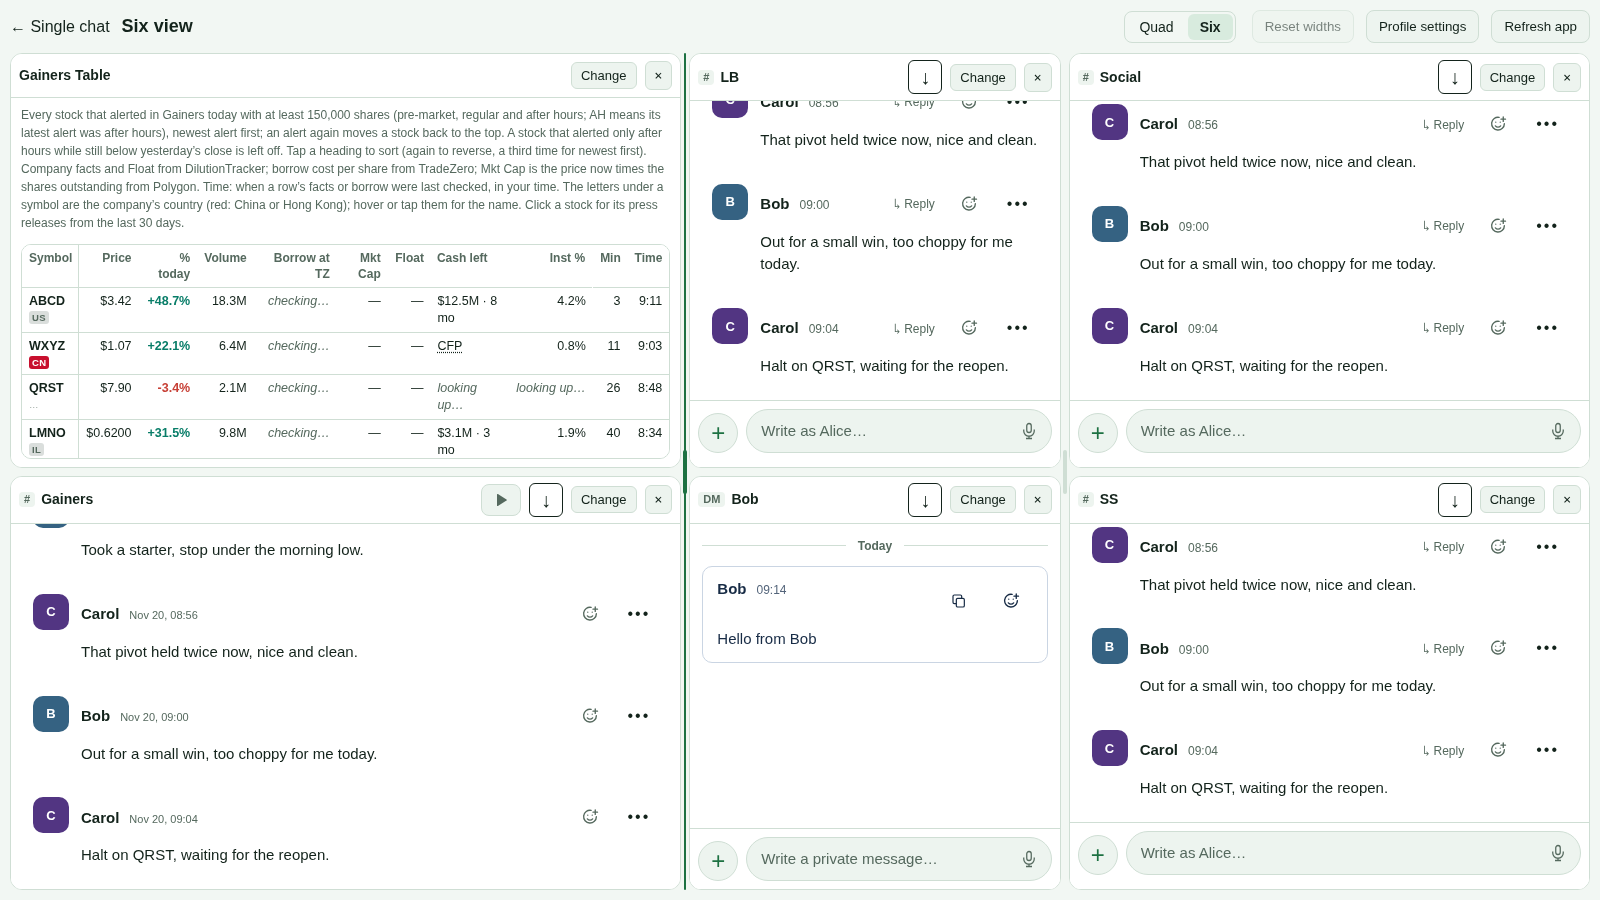 ← Single chat Six view
Quad Six Reset widths Profile settings Refresh app
Gainers Table Change ×
Every stock that alerted in Gainers today with at least 150,000 shares (pre-market, regular and after hours; AH means its
latest alert was after hours), newest alert first; an alert again moves a stock back to the top. A stock that alerted only after
hours while still below yesterday’s close is left off. Tap a heading to sort (again to reverse, a third time for newest first).
Company facts and Float from DilutionTracker; borrow cost per share from TradeZero; Mkt Cap is the price now times the
shares outstanding from Polygon. Time: when a row’s facts or borrow were last checked, in your time. The letters under a
symbol are the company’s country (red: China or Hong Kong); hover or tap them for the name. Click a stock for its press
releases from the last 30 days.
Symbol Price % today Volume Borrow at TZ Mkt Cap Float Cash left Inst % Min Time
ABCD $3.42 +48.7% 18.3M checking… — — $12.5M · 8 mo 4.2% 3 9:11
US
WXYZ $1.07 +22.1% 6.4M checking… — — CFP 0.8% 11 9:03
CN
QRST $7.90 -3.4% 2.1M checking… — — looking up… looking up… 26 8:48
…
LMNO $0.6200 +31.5% 9.8M checking… — — $3.1M · 3 mo 1.9% 40 8:34
IL
# LB ↓ Change ×
Carol 08:56 ↳ Reply
That pivot held twice now, nice and clean.
B Bob 09:00 ↳ Reply •••
Out for a small win, too choppy for me
today.
C Carol 09:04 ↳ Reply •••
Halt on QRST, waiting for the reopen.
+ Write as Alice…
# Social ↓ Change ×
C Carol 08:56 ↳ Reply •••
That pivot held twice now, nice and clean.
B Bob 09:00 ↳ Reply •••
Out for a small win, too choppy for me today.
C Carol 09:04 ↳ Reply •••
Halt on QRST, waiting for the reopen.
+ Write as Alice…
# Gainers ↓ Change ×
Took a starter, stop under the morning low.
C Carol Nov 20, 08:56 •••
That pivot held twice now, nice and clean.
B Bob Nov 20, 09:00 •••
Out for a small win, too choppy for me today.
C Carol Nov 20, 09:04 •••
Halt on QRST, waiting for the reopen.
DM Bob ↓ Change ×
Today
Bob 09:14
Hello from Bob
+ Write a private message…
# SS ↓ Change ×
C Carol 08:56 ↳ Reply •••
That pivot held twice now, nice and clean.
B Bob 09:00 ↳ Reply •••
Out for a small win, too choppy for me today.
C Carol 09:04 ↳ Reply •••
Halt on QRST, waiting for the reopen.
+ Write as Alice…